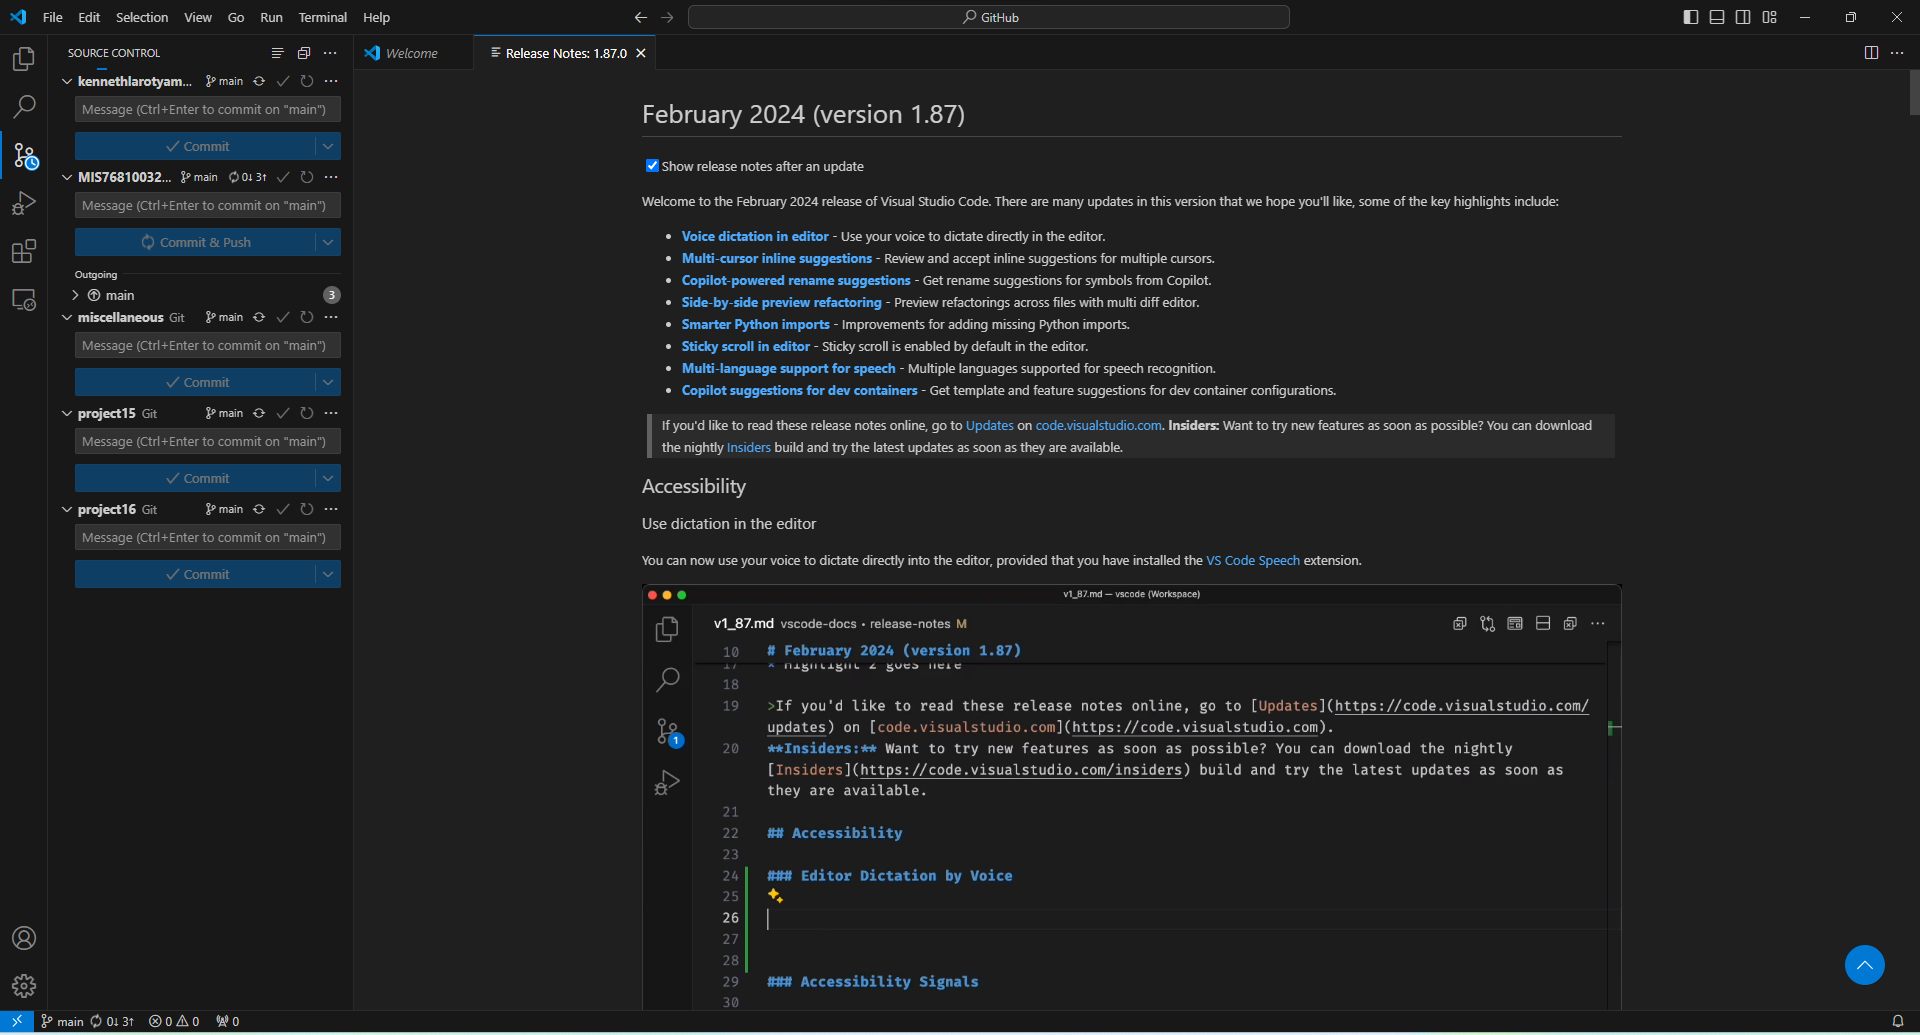 File Edit Selection View Go Run Terminal Help
GitHub
SOURCE CONTROL
Welcome
Release Notes: 1.87.0
kennethlarotyam... main
Message (Ctrl+Enter to commit on "main")
Commit
MIS76810032... main 0↓ 3↑
Message (Ctrl+Enter to commit on "main")
Commit & Push
Outgoing
main 3
miscellaneous Git main
Message (Ctrl+Enter to commit on "main")
Commit
project15 Git main
Message (Ctrl+Enter to commit on "main")
Commit
project16 Git main
Message (Ctrl+Enter to commit on "main")
Commit
February 2024 (version 1.87)
Show release notes after an update
Welcome to the February 2024 release of Visual Studio Code. There are many updates in this version that we hope you'll like, some of the key highlights include:
• Voice dictation in editor - Use your voice to dictate directly in the editor.
• Multi-cursor inline suggestions - Review and accept inline suggestions for multiple cursors.
• Copilot-powered rename suggestions - Get rename suggestions for symbols from Copilot.
• Side-by-side preview refactoring - Preview refactorings across files with multi diff editor.
• Smarter Python imports - Improvements for adding missing Python imports.
• Sticky scroll in editor - Sticky scroll is enabled by default in the editor.
• Multi-language support for speech - Multiple languages supported for speech recognition.
• Copilot suggestions for dev containers - Get template and feature suggestions for dev container configurations.
If you'd like to read these release notes online, go to Updates on code.visualstudio.com. Insiders: Want to try new features as soon as possible? You can download
the nightly Insiders build and try the latest updates as soon as they are available.
Accessibility
Use dictation in the editor
You can now use your voice to dictate directly into the editor, provided that you have installed the VS Code Speech extension.
v1_87.md — vscode (Workspace)
v1_87.md vscode-docs • release-notes M
10 # February 2024 (version 1.87)
17 * Highlight 2 goes here
18
19 >If you'd like to read these release notes online, go to [Updates](https://code.visualstudio.com/
updates) on [code.visualstudio.com](https://code.visualstudio.com).
20 **Insiders:** Want to try new features as soon as possible? You can download the nightly
[Insiders](https://code.visualstudio.com/insiders) build and try the latest updates as soon as
they are available.
21
22 ## Accessibility
23
24 ### Editor Dictation by Voice
25
26
27
28
29 ### Accessibility Signals
30
1
main 0↓ 3↑ 0 0 0